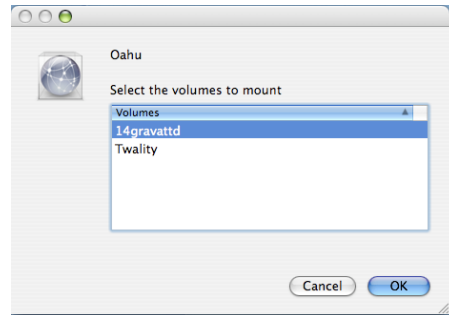 Oahu
Select the volumes to mount
Volumes
14gravattd
Twality
Cancel
OK